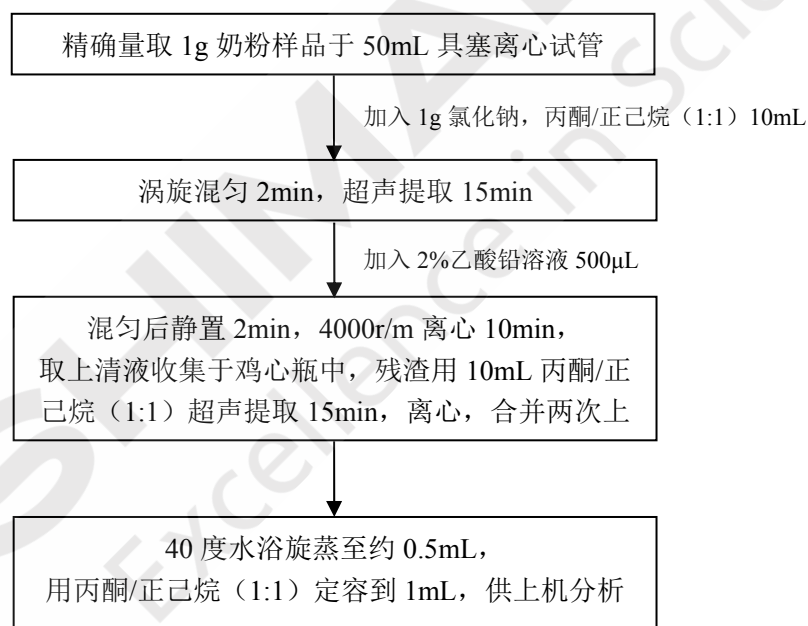 精确量取 1g 奶粉样品于 50mL 具塞离心试管
加入 1g 氯化钠，丙酮/正己烷（1:1）10mL
涡旋混匀 2min，超声提取 15min
加入 2%乙酸铅溶液 500μL
混匀后静置 2min，4000r/m 离心 10min，
取上清液收集于鸡心瓶中，残渣用 10mL 丙酮/正
己烷（1:1）超声提取 15min，离心，合并两次上
40 度水浴旋蒸至约 0.5mL，
用丙酮/正己烷（1:1）定容到 1mL，供上机分析
SHIMA
Excellence in Sci